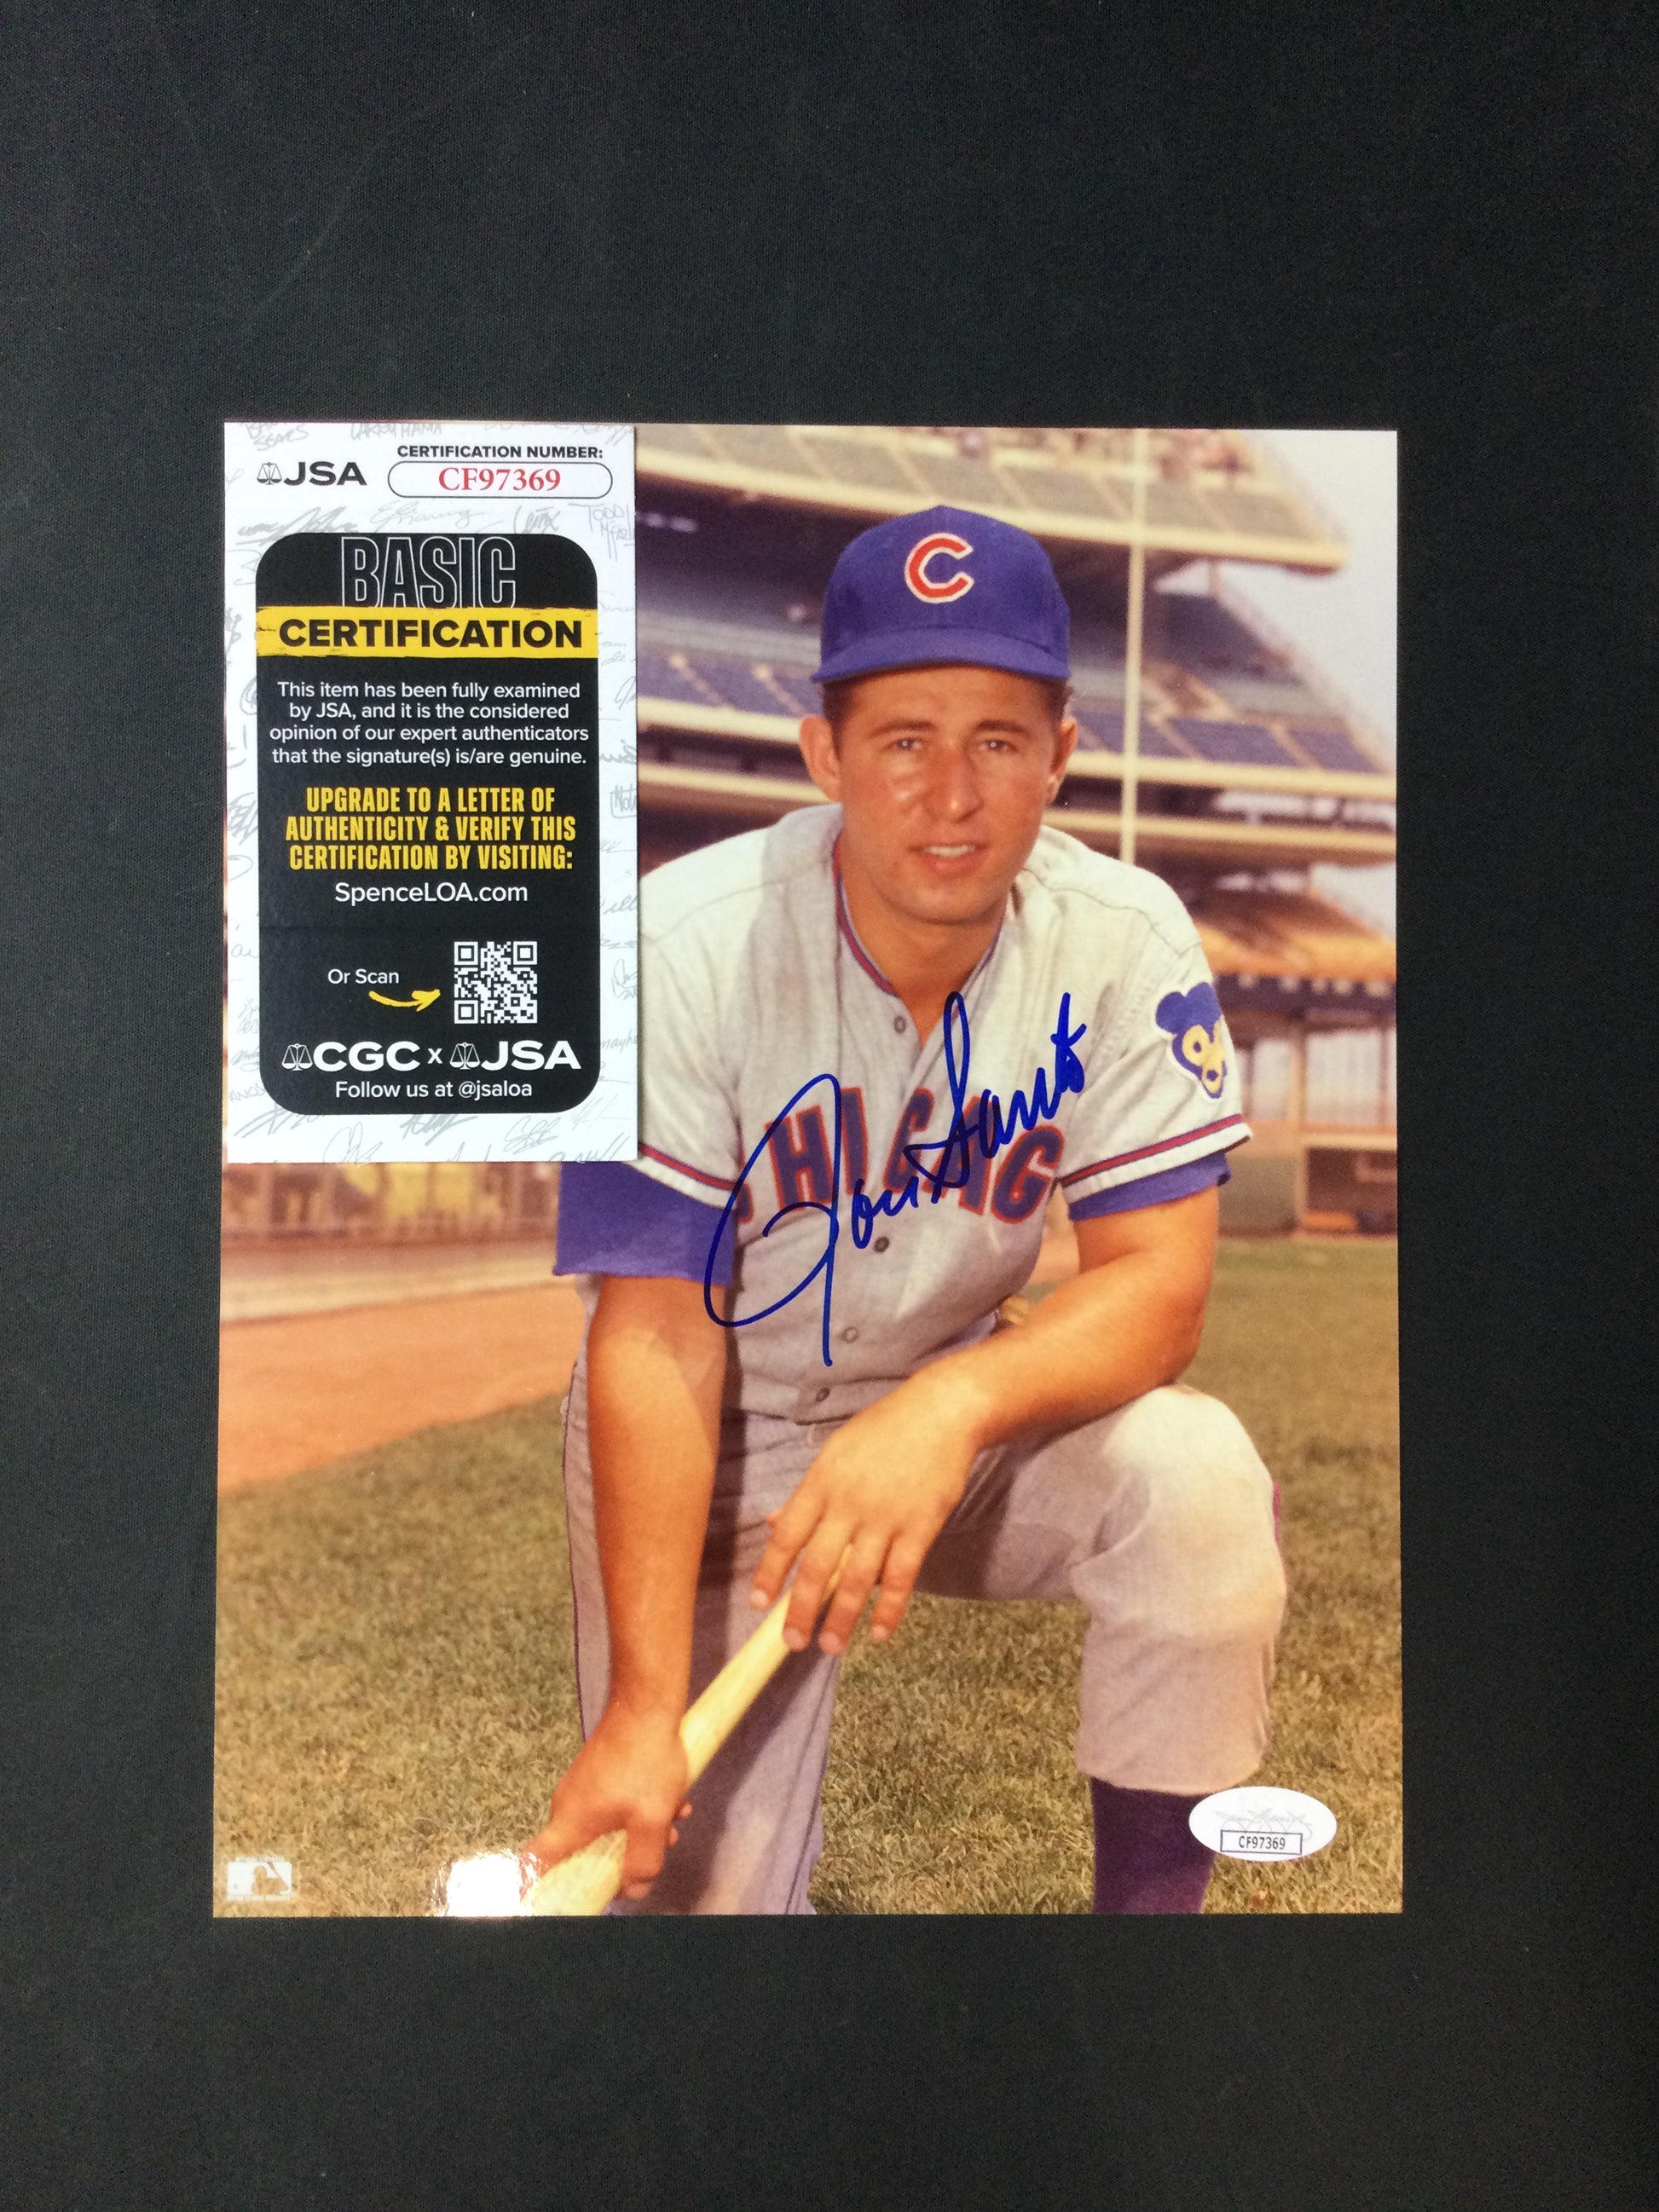 JSA
CERTIFICATION NUMBER:
CF97369
BASIC
CERTIFICATION
This item has been fully examined
by JSA, and it is the considered
opinion of our expert authenticators
that the signature(s) is/are genuine.
UPGRADE TO A LETTER OF
AUTHENTICITY & VERIFY THIS
CERTIFICATION BY VISITING:
SpenceLOA.com
Or Scan
CGC x JSA
Follow us at @jsaloa
C
Ron Santo
HICAG
CF97369